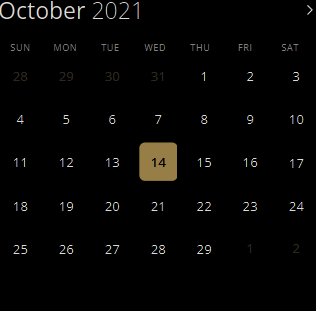 October 2021
SUN MON TUE WED THU FRI SAT
28 29 30 31 1 2 3
4 5 6 7 8 9 10
11 12 13 14 15 16 17
18 19 20 21 22 23 24
25 26 27 28 29 1 2